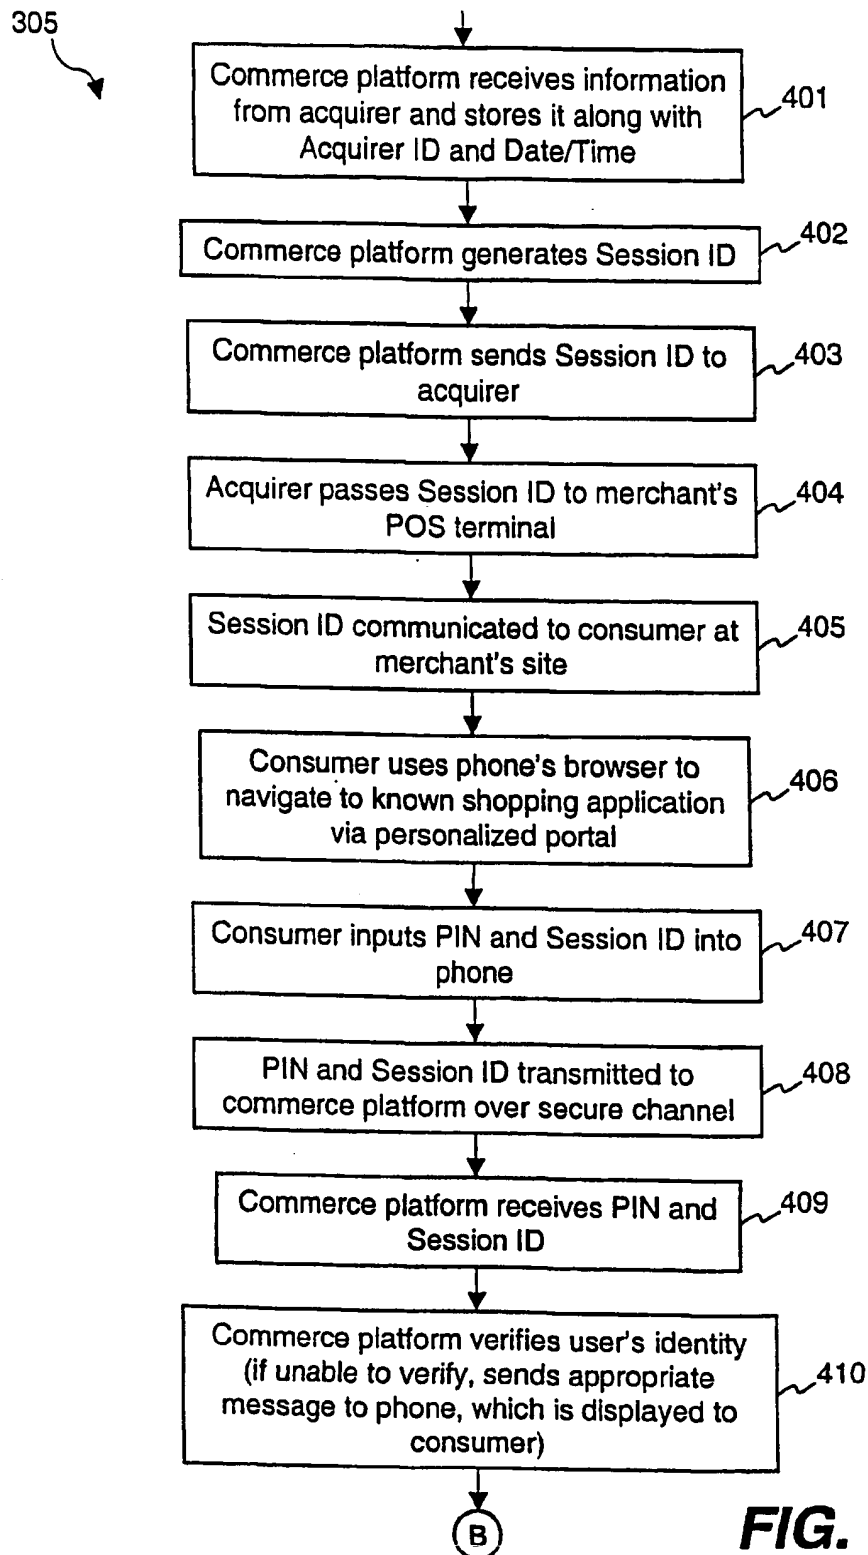 305
Commerce platform receives information
from acquirer and stores it along with
Acquirer ID and Date/Time
401
Commerce platform generates Session ID
402
Commerce platform sends Session ID to
acquirer
403
Acquirer passes Session ID to merchant's
POS terminal
404
Session ID communicated to consumer at
merchant's site
405
Consumer uses phone's browser to
navigate to known shopping application
via personalized portal
406
Consumer inputs PIN and Session ID into
phone
407
PIN and Session ID transmitted to
commerce platform over secure channel
408
Commerce platform receives PIN and
Session ID
409
Commerce platform verifies user's identity
(if unable to verify, sends appropriate
message to phone, which is displayed to
consumer)
410
B
FIG.